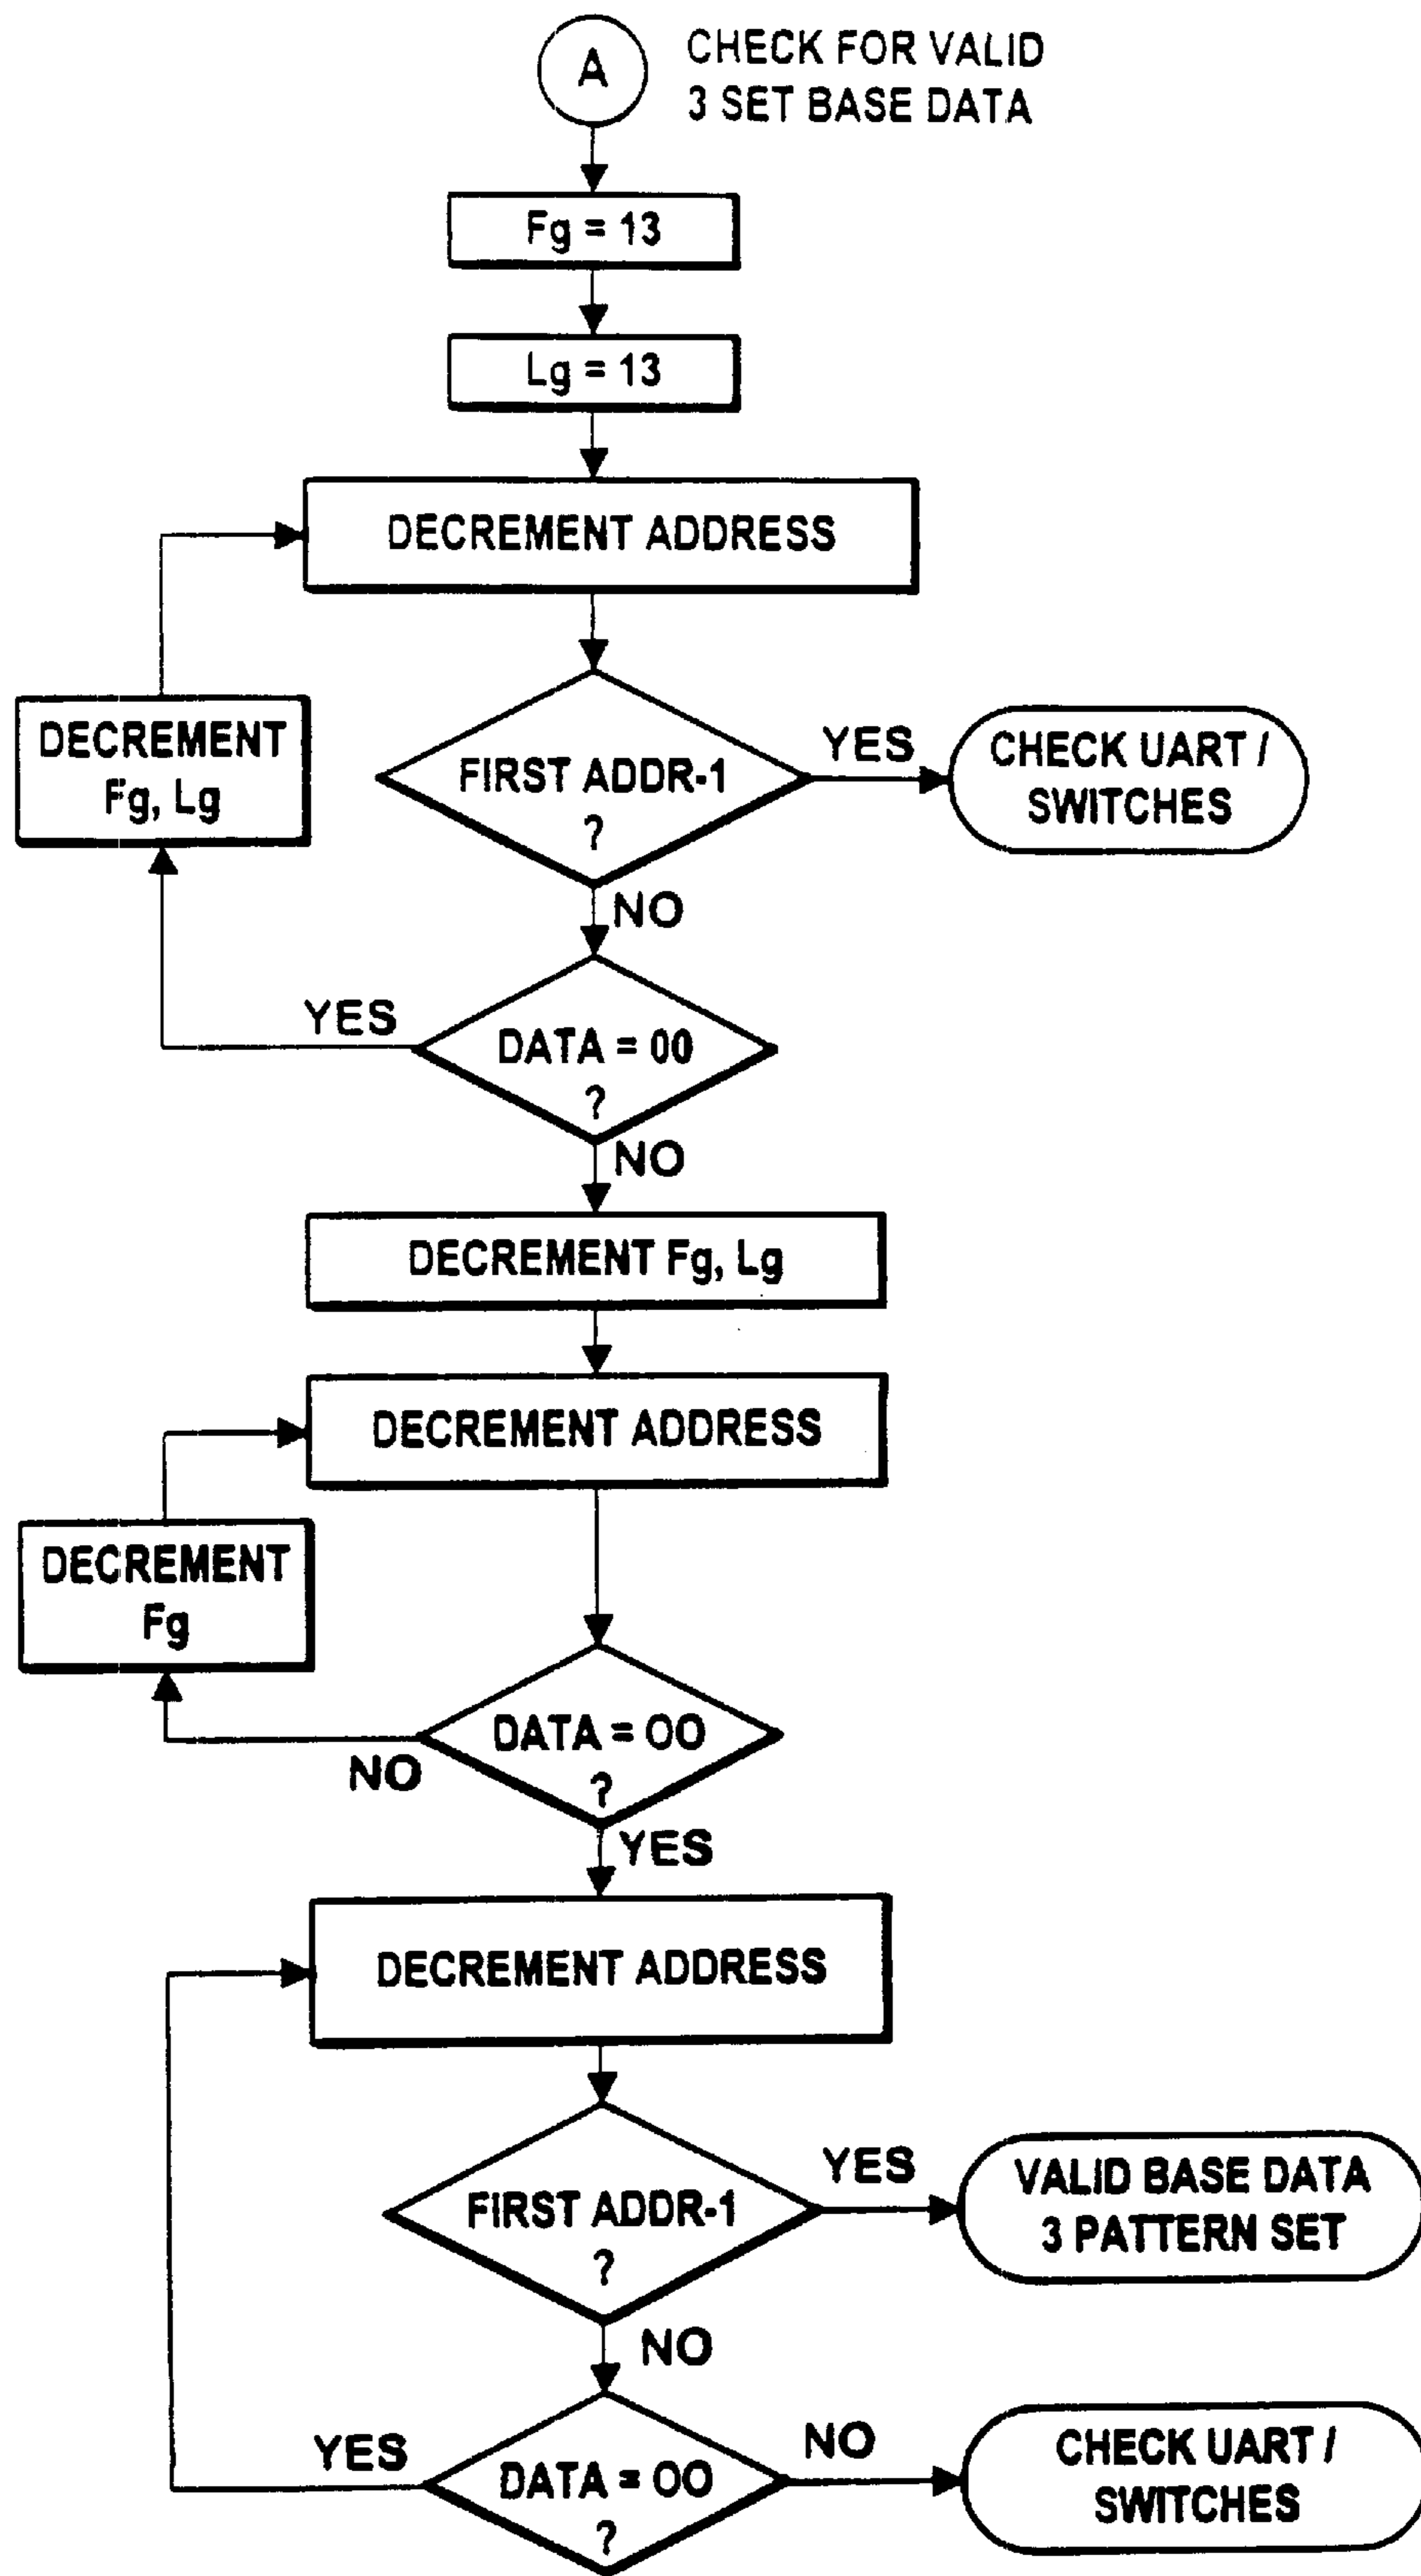 A
CHECK FOR VALID
3 SET BASE DATA
Fg = 13
Lg = 13
DECREMENT ADDRESS
DECREMENT
Fg, Lg
FIRST ADDR-1
?
YES
CHECK UART /
SWITCHES
NO
YES
DATA = 00
?
NO
DECREMENT Fg, Lg
DECREMENT ADDRESS
DECREMENT
Fg
DATA = OO
?
NO
YES
DECREMENT ADDRESS
FIRST ADDR-1
?
YES
VALID BASE DATA
3 PATTERN SET
NO
YES
DATA = OO
?
NO
CHECK UART /
SWITCHES